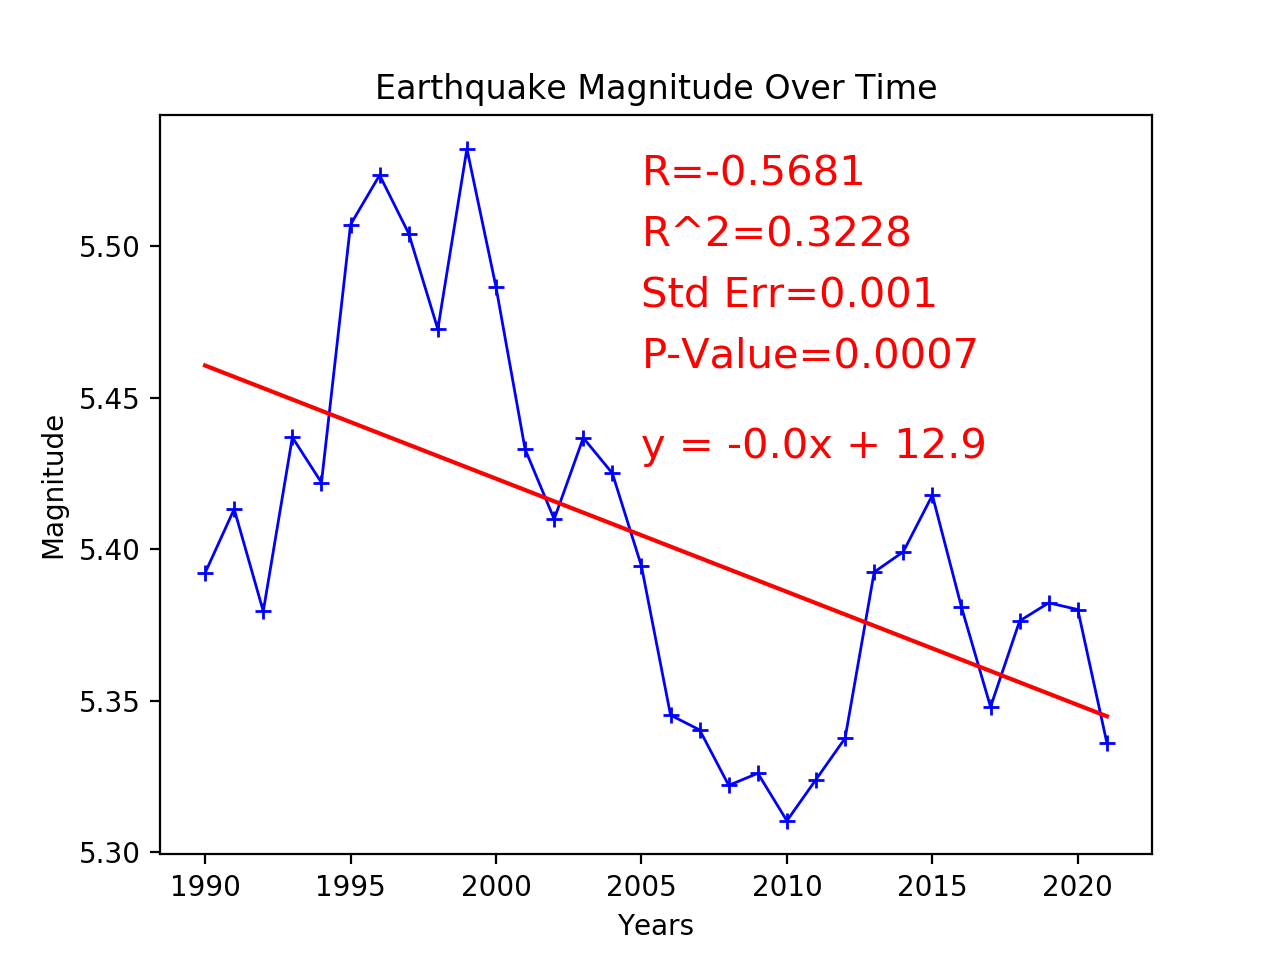 Earthquake Magnitude Over Time
R=-0.5681
R^2=0.3228
Std Err=0.001
P-Value=0.0007
y = -0.0x + 12.9
Magnitude
5.50
5.45
5.40
5.35
5.30
1990 1995 2000 2005 2010 2015 2020
Years